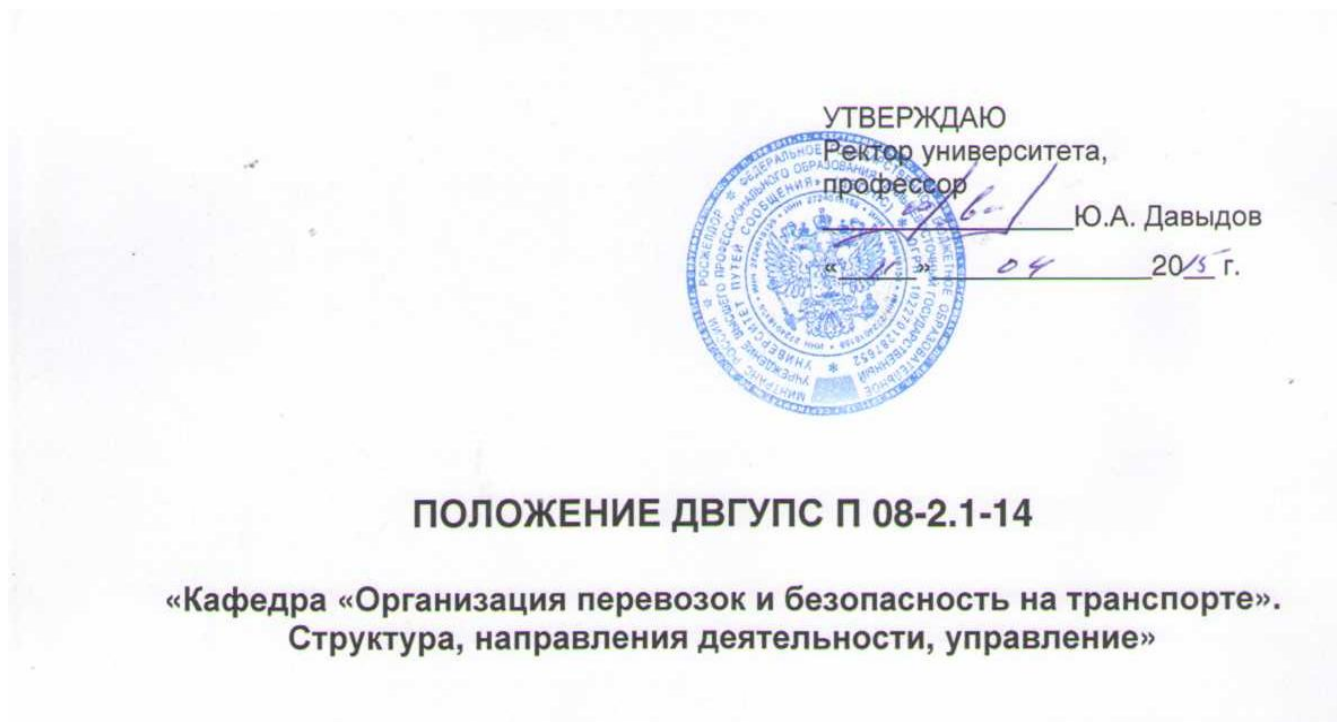 УТВЕРЖДАЮ
Ректор университета,
профессор
Ю.А. Давыдов
« » 04 2015 г.
ПОЛОЖЕНИЕ ДВГУПС П 08-2.1-14
«Кафедра «Организация перевозок и безопасность на транспорте».
Структура, направления деятельности, управление»